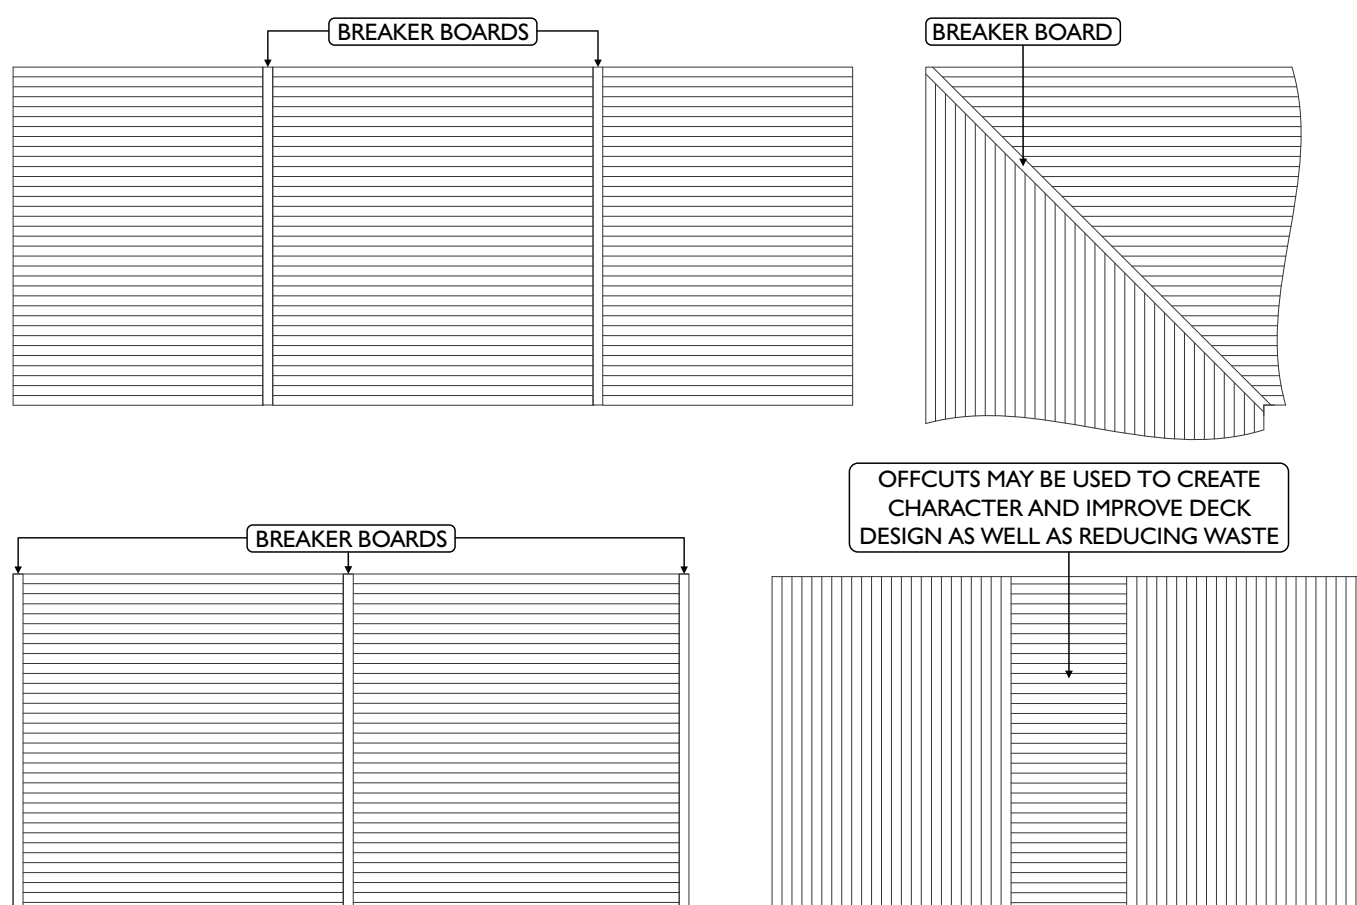 BREAKER BOARDS
BREAKER BOARD
OFFCUTS MAY BE USED TO CREATE
CHARACTER AND IMPROVE DECK
DESIGN AS WELL AS REDUCING WASTE
BREAKER BOARDS